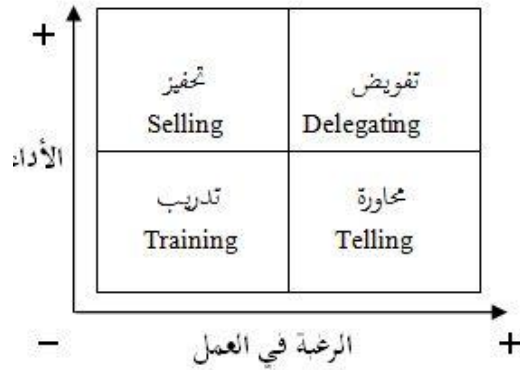 +
تحفيز
Selling
تفويض
Delegating
الأداء
تدريب
Training
محاورة
Telling
− الرغبة في العمل +